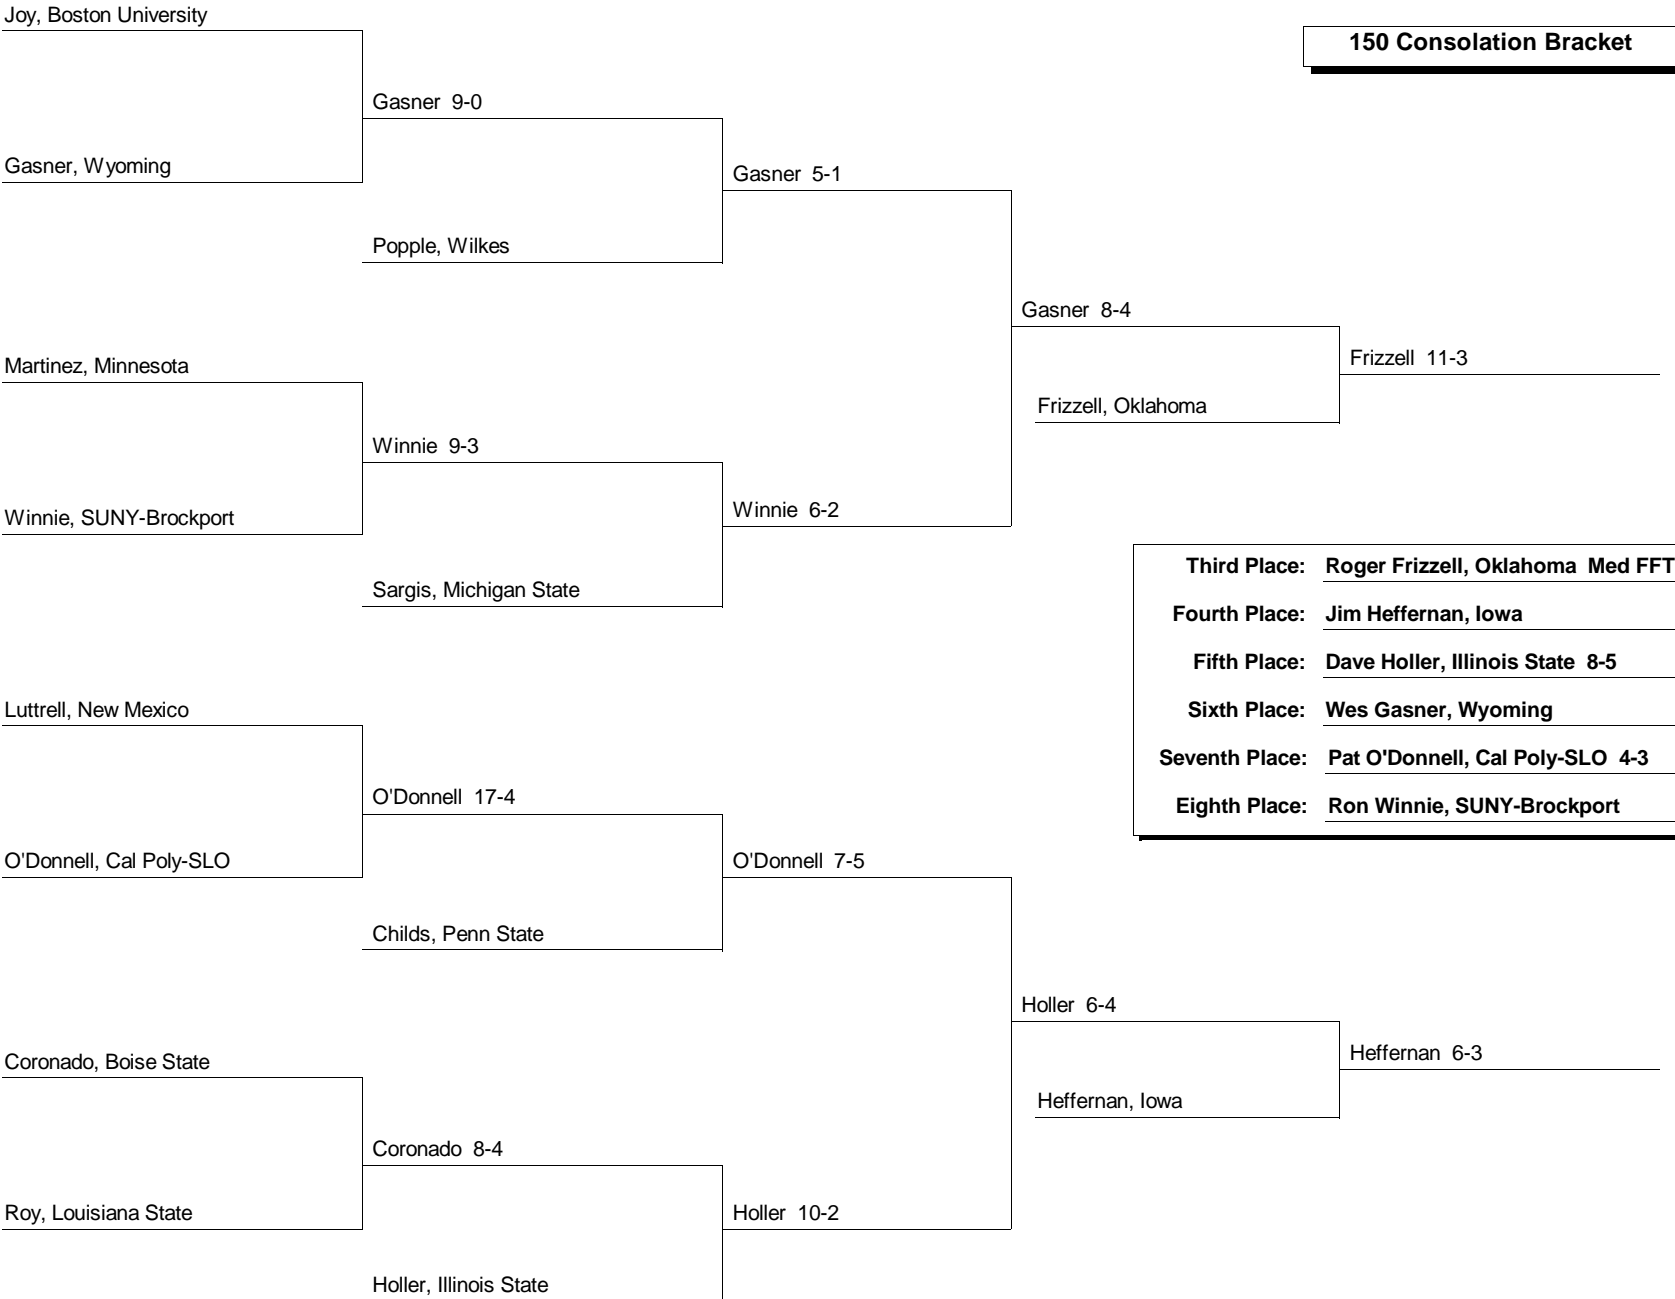 Joy, Boston University
150 Consolation Bracket
Gasner 9-0
Gasner, Wyoming
Gasner 5-1
Popple, Wilkes
Gasner 8-4
Martinez, Minnesota
Frizzell 11-3
Frizzell, Oklahoma
Winnie 9-3
Winnie, SUNY-Brockport
Winnie 6-2
Sargis, Michigan State
Third Place: Roger Frizzell, Oklahoma Med FFT
Fourth Place: Jim Heffernan, Iowa
Fifth Place: Dave Holler, Illinois State 8-5
Sixth Place: Wes Gasner, Wyoming
Seventh Place: Pat O'Donnell, Cal Poly-SLO 4-3
Eighth Place: Ron Winnie, SUNY-Brockport
Luttrell, New Mexico
O'Donnell 17-4
O'Donnell, Cal Poly-SLO
O'Donnell 7-5
Childs, Penn State
Holler 6-4
Coronado, Boise State
Heffernan 6-3
Heffernan, Iowa
Coronado 8-4
Roy, Louisiana State
Holler 10-2
Holler, Illinois State